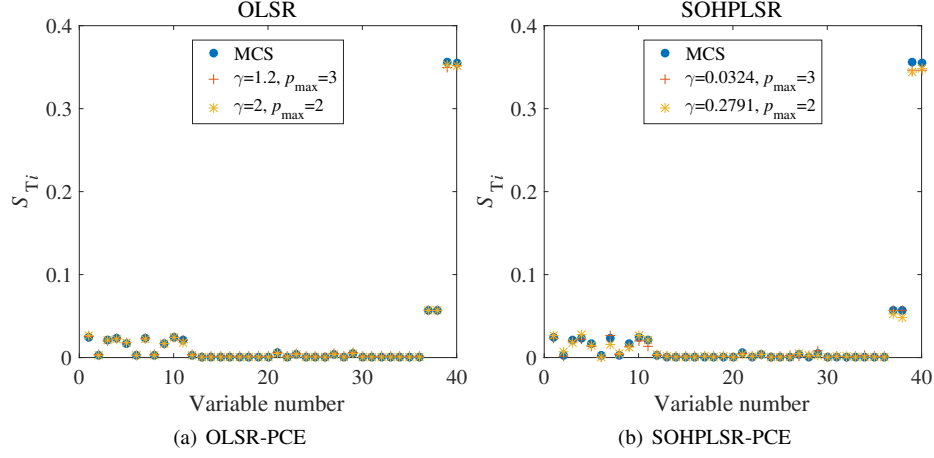 OLSR
0.4
0.3
0.2
0.1
0
S_Ti
MCS
γ=1.2, p_max=3
γ=2, p_max=2
0 10 20 30 40
Variable number
(a) OLSR-PCE
SOHPLSR
0.4
0.3
0.2
0.1
0
S_Ti
MCS
γ=0.0324, p_max=3
γ=0.2791, p_max=2
0 10 20 30 40
Variable number
(b) SOHPLSR-PCE